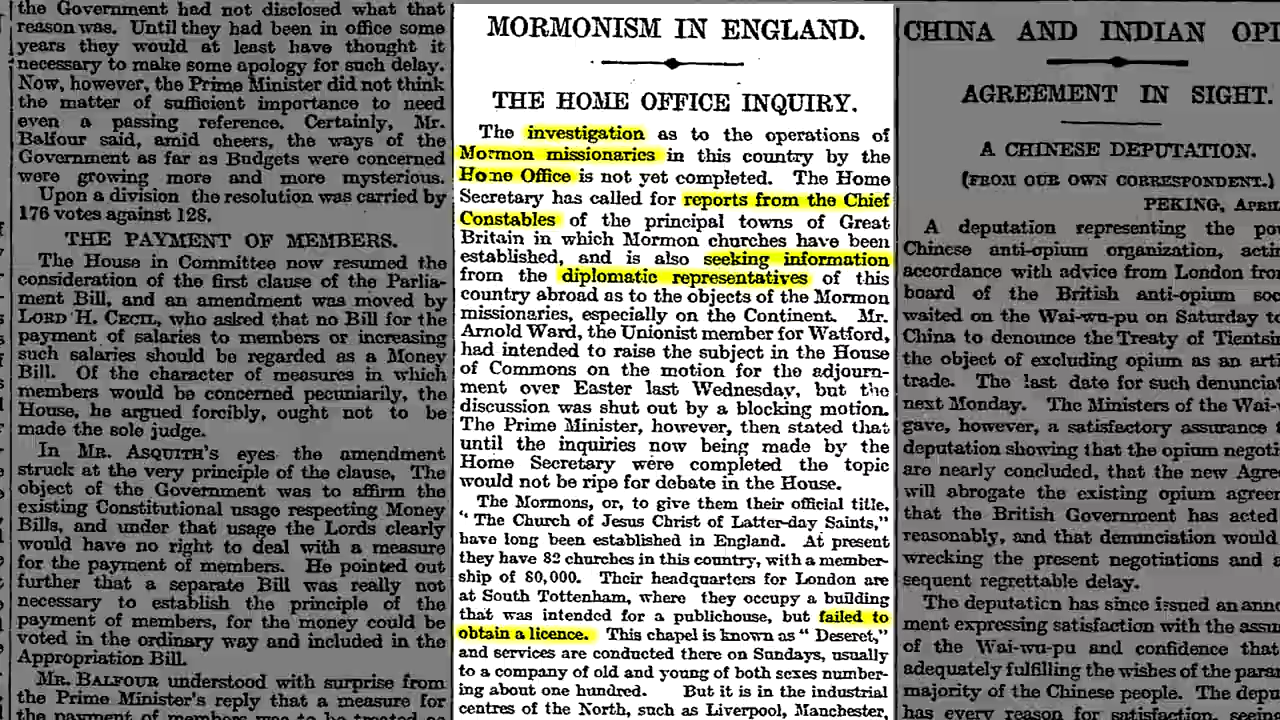 the Government had not disclosed what that
reason was. Until they had been in office some
years they would at least have thought it
necessary to make some apology for such delay.
Now, however, the Prime Minister did not think
the matter of sufficient importance to need
even a passing reference. Certainly, Mr.
Balfour said, amid cheers, the ways of the
Government as far as Budgets were concerned
were growing more and more mysterious.
Upon a division the resolution was carried by
176 votes against 128.
THE PAYMENT OF MEMBERS.
The House in Committee now resumed the
consideration of the first clause of the Parlia-
ment Bill, and an amendment was moved by
LORD H. CECIL, who asked that no Bill for the
payment of salaries to members or increasing
such salaries should be regarded as a Money
Bill. Of the character of measures in which
members would be concerned pecuniarily, the
House, he argued forcibly, ought not to be
made the sole judge.
In MR. ASQUITH'S eyes the amendment
struck at the very principle of the clause. The
object of the Government was to affirm the
existing Constitutional usage respecting Money
Bills, and under that usage the Lords clearly
would have no right to deal with a measure
for the payment of members. He pointed out
further that a separate Bill was really not
necessary to establish the principle of the
payment of members, for the money could be
voted in the ordinary way and included in the
Appropriation Bill.
MR. BALFOUR understood with surprise from
the Prime Minister's reply that a measure for
the payment of members was to be treated as
MORMONISM IN ENGLAND.
THE HOME OFFICE INQUIRY.
The investigation as to the operations of
Mormon missionaries in this country by the
Home Office is not yet completed. The Home
Secretary has called for reports from the Chief
Constables of the principal towns of Great
Britain in which Mormon churches have been
established, and is also seeking information
from the diplomatic representatives of this
country abroad as to the objects of the Mormon
missionaries, especially on the Continent. Mr.
Arnold Ward, the Unionist member for Watford,
had intended to raise the subject in the House
of Commons on the motion for the adjourn-
ment over Easter last Wednesday, but the
discussion was shut out by a blocking motion.
The Prime Minister, however, then stated that
until the inquiries now being made by the
Home Secretary were completed the topic
would not be ripe for debate in the House.
The Mormons, or, to give them their official title,
"The Church of Jesus Christ of Latter-day Saints,"
have long been established in England. At present
they have 82 churches in this country, with a member-
ship of 80,000. Their headquarters for London are
at South Tottenham, where they occupy a building
that was intended for a publichouse, but failed to
obtain a licence. This chapel is known as "Deseret,"
and services are conducted there on Sundays, usually
to a company of old and young of both sexes number-
ing about one hundred. But it is in the industrial
centres of the North, such as Liverpool, Manchester,
CHINA AND INDIAN OPI
AGREEMENT IN SIGHT.
A CHINESE DEPUTATION.
(FROM OUR OWN CORRESPONDENT.)
PEKING, APRIL
A deputation representing the po
Chinese anti-opium organization, acti
accordance with advice from London fro
board of the British anti-opium soc
waited on the Wai-wu-pu on Saturday to
China to denounce the Treaty of Tientsi
the object of excluding opium as an arti
trade. The last date for such denuncia
next Monday. The Ministers of the Wai-
gave, however, a satisfactory assurance t
deputation showing that the opium negoti
are nearly concluded, that the new Agre
will abrogate the existing opium agreer
that the British Government has acted
reasonably, and that denunciation would
wrecking the present negotiations and a
sequent regrettable delay.
The deputation has since issued an anno
ment expressing satisfaction with the assu
of the Wai-wu-pu and confidence that
adequately fulfilling the wishes of the para
majority of the Chinese people. The depu
has every reason for satisfaction, seeing